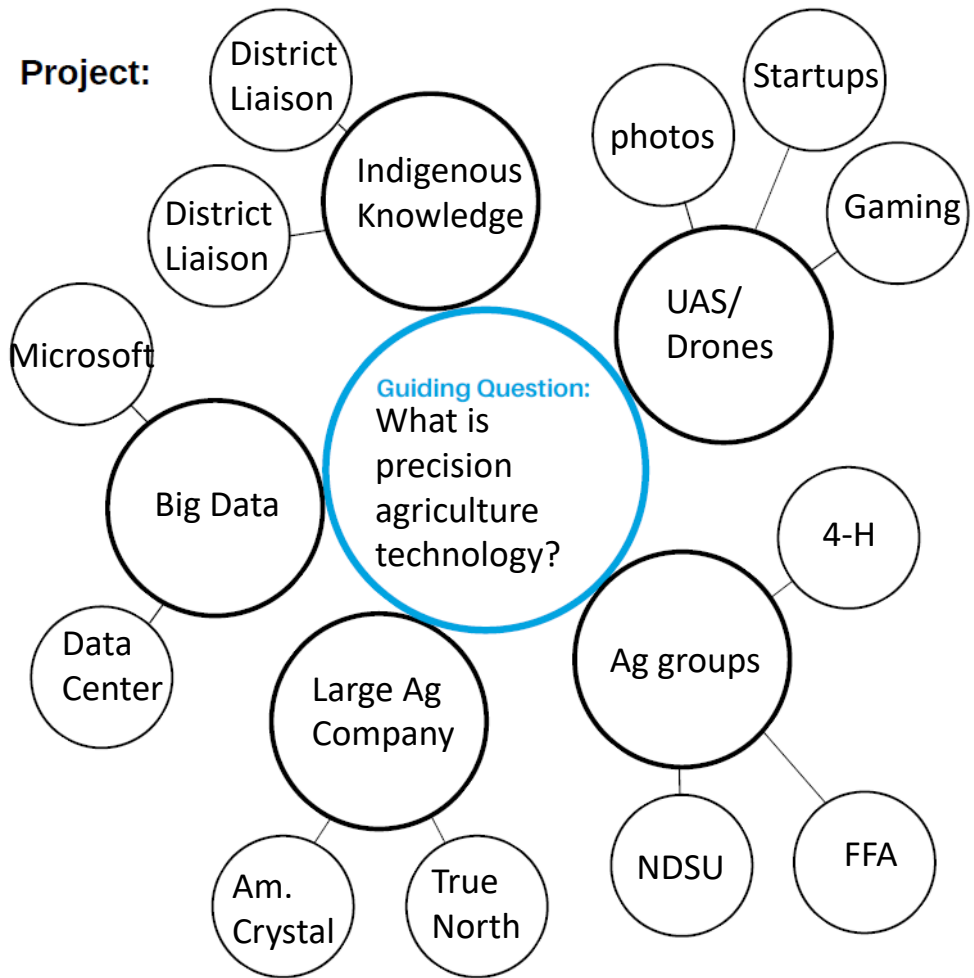 Project:
District
Liaison
Indigenous
Knowledge
District
Liaison
photos
Startups
Gaming
UAS/
Drones
Microsoft
Big Data
Data
Center
Guiding Question:
What is
precision
agriculture
technology?
4-H
Ag groups
NDSU
FFA
Large Ag
Company
Am.
Crystal
True
North